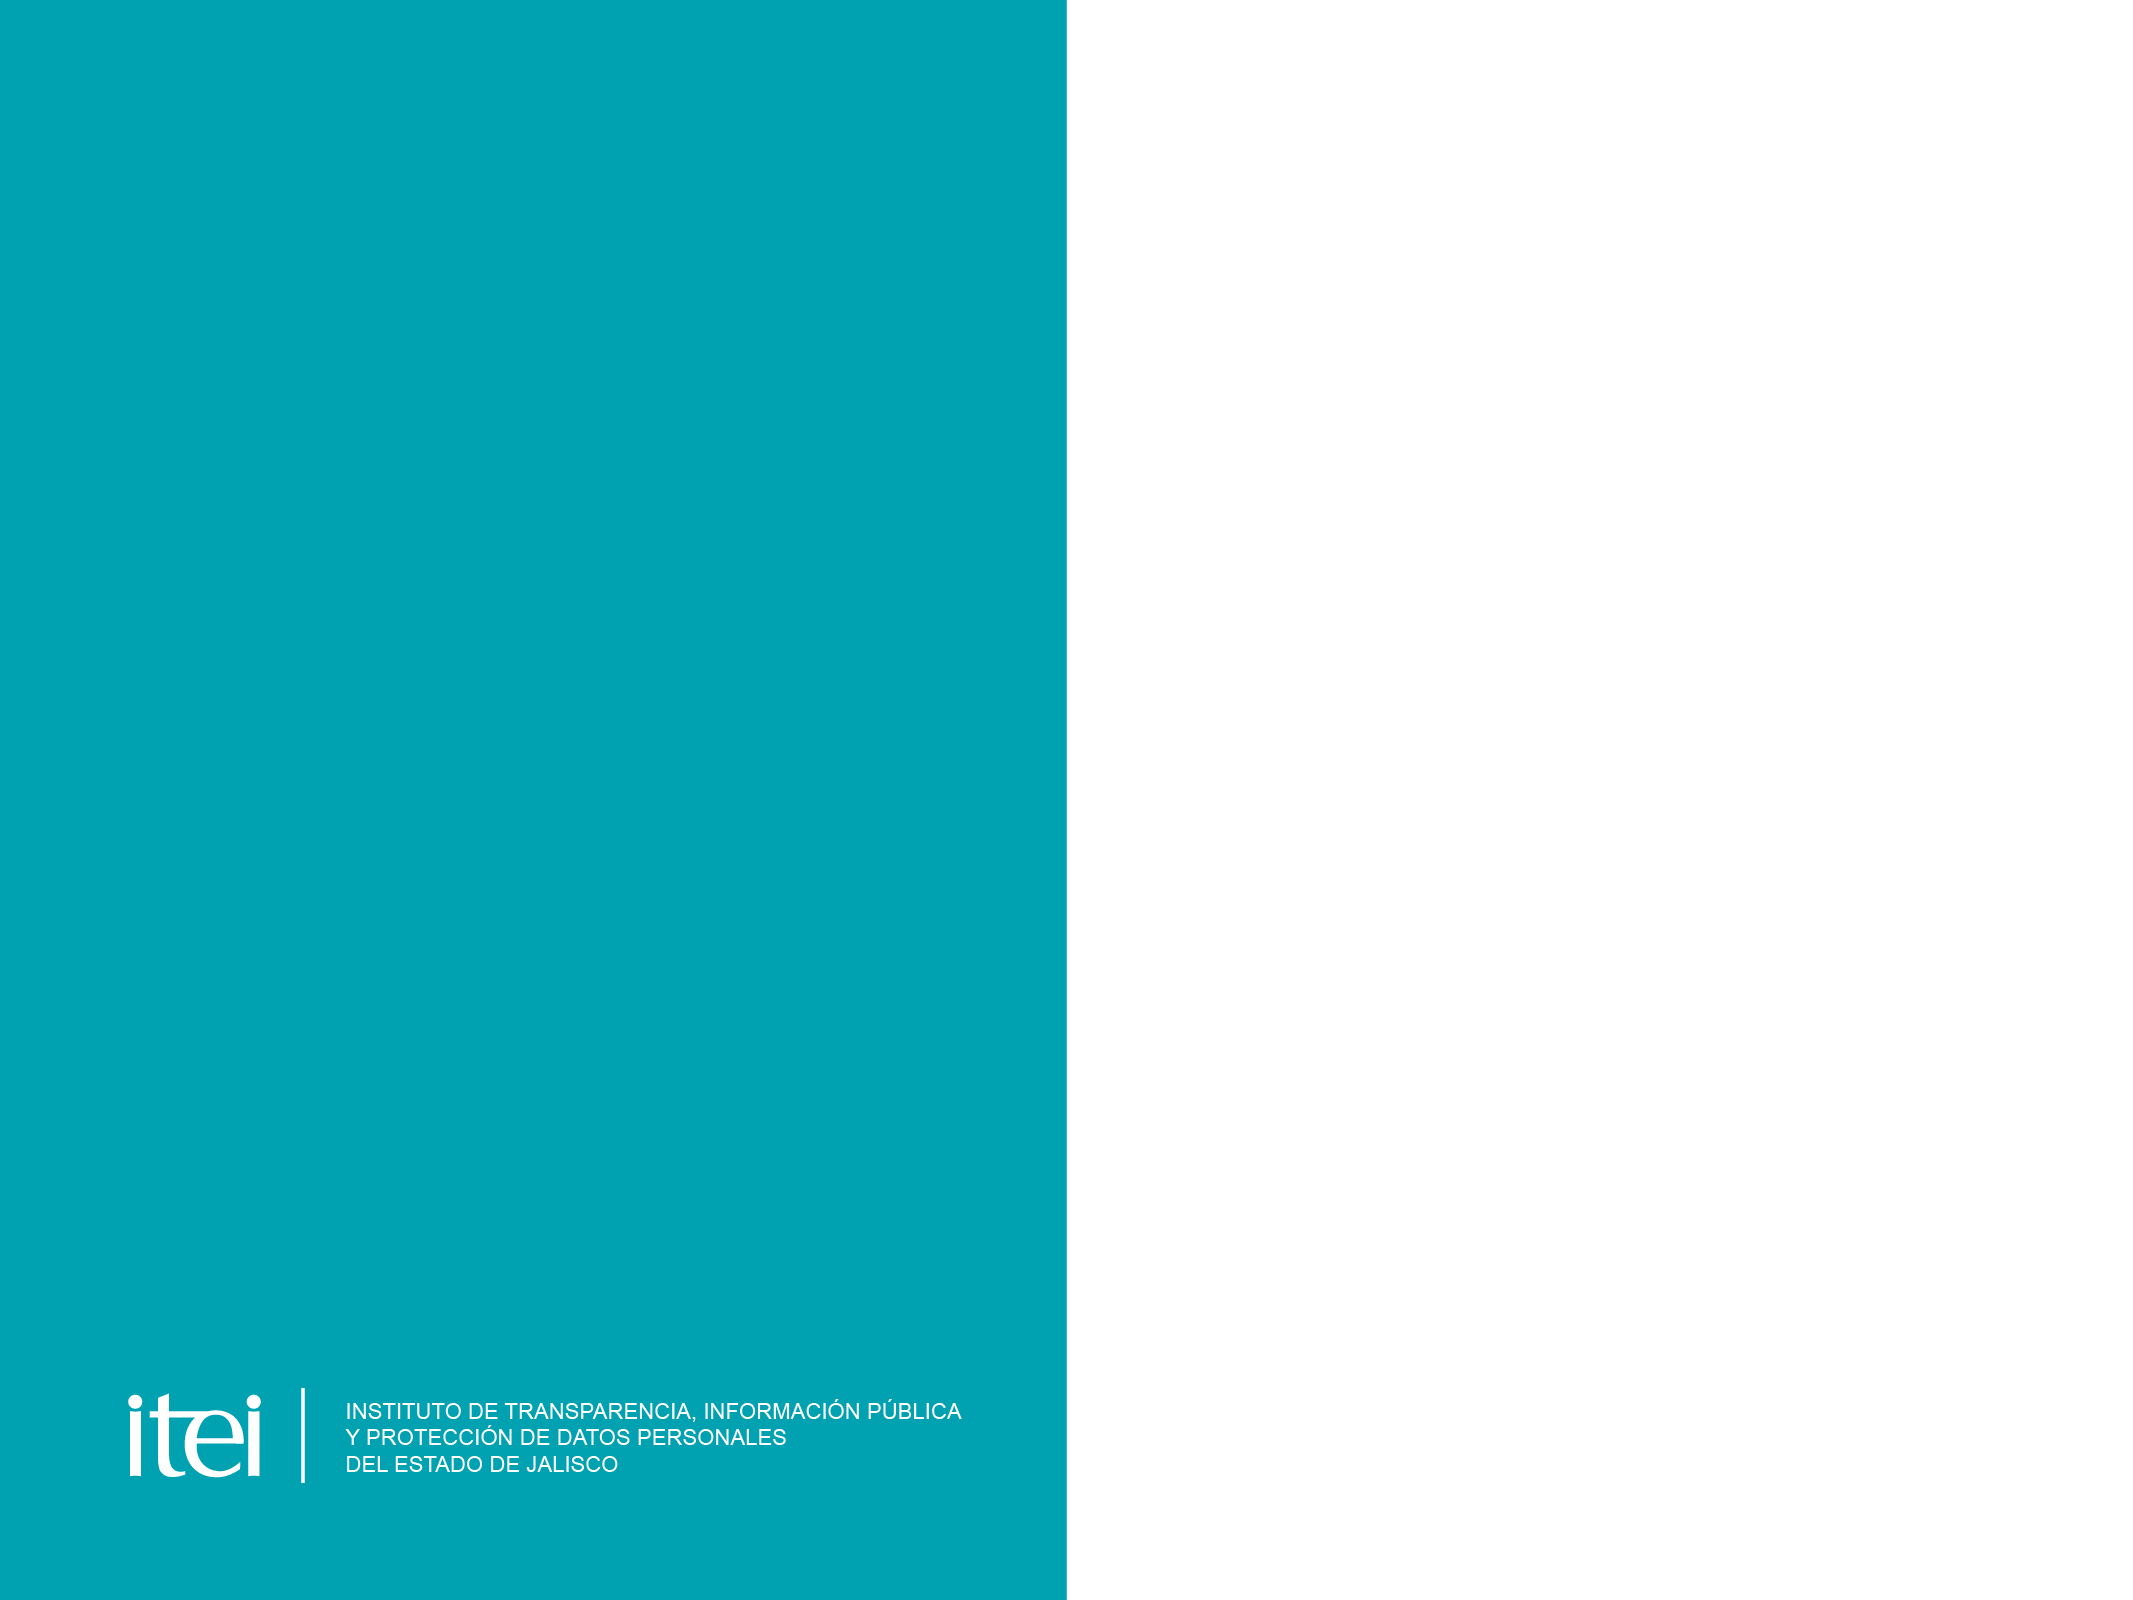 itei
INSTITUTO DE TRANSPARENCIA, INFORMACIÓN PÚBLICA
Y PROTECCIÓN DE DATOS PERSONALES
DEL ESTADO DE JALISCO